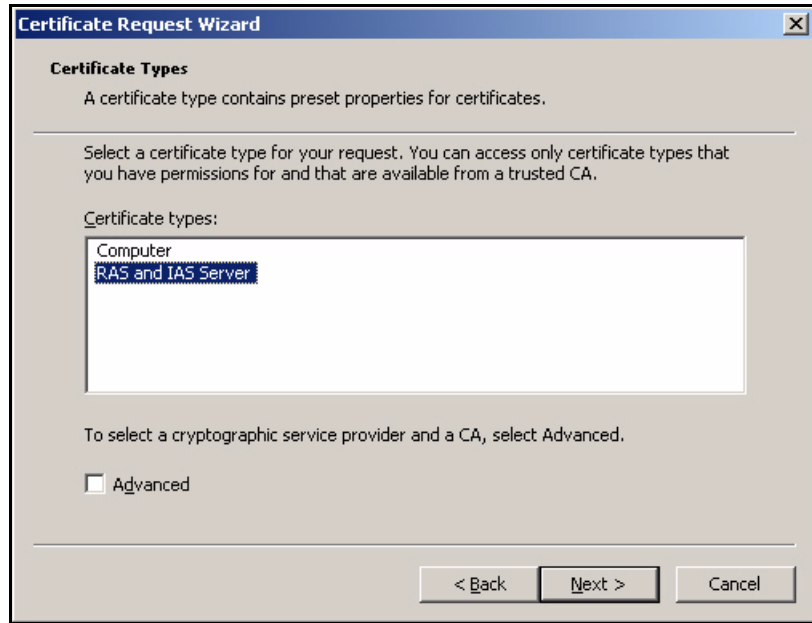 Certificate Request Wizard
Certificate Types
A certificate type contains preset properties for certificates.
Select a certificate type for your request. You can access only certificate types that
you have permissions for and that are available from a trusted CA.
Certificate types:
Computer
RAS and IAS Server
To select a cryptographic service provider and a CA, select Advanced.
Advanced
< Back Next > Cancel